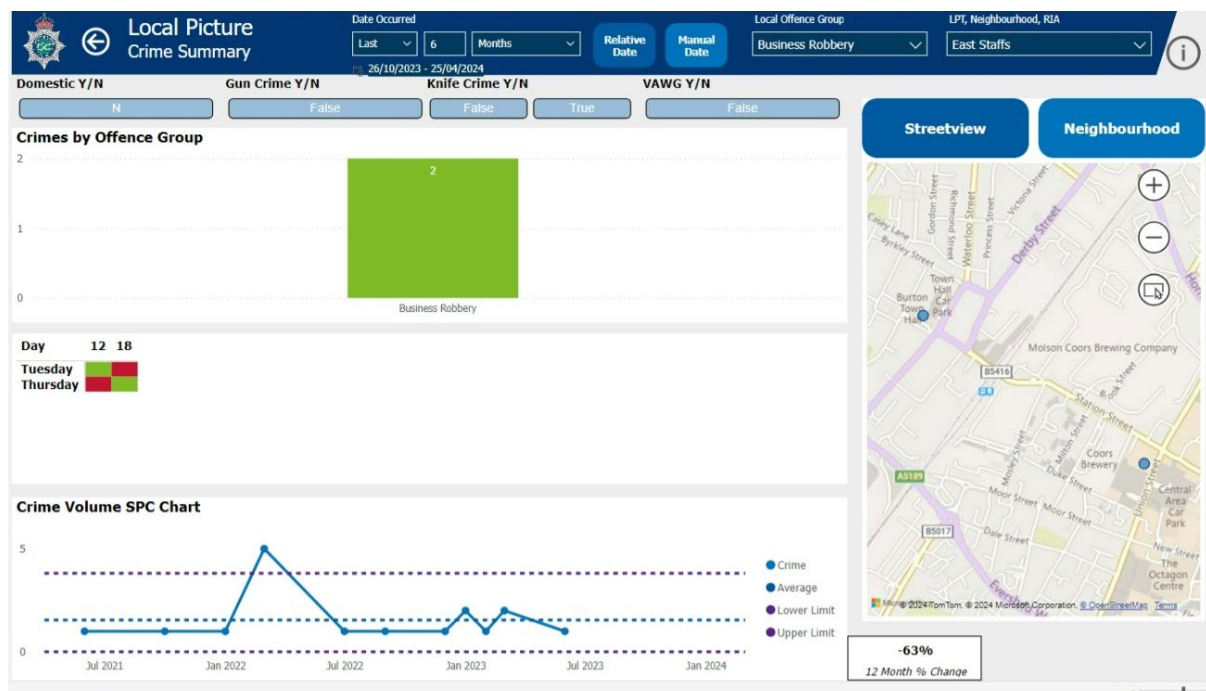 Local Picture
Crime Summary
Date Occurred
Last 6 Months
26/10/2023 - 25/04/2024
Relative Date
Manual Date
Local Offence Group
Business Robbery
LPT, Neighbourhood, RIA
East Staffs
i
Domestic Y/N Gun Crime Y/N Knife Crime Y/N VAWG Y/N
N False False True False
Streetview Neighbourhood
Crimes by Offence Group
2
2
1
0
Business Robbery
Day 12 18
Tuesday
Thursday
Crime Volume SPC Chart
5
0
Jul 2021 Jan 2022 Jul 2022 Jan 2023 Jul 2023 Jan 2024
Crime
Average
Lower Limit
Upper Limit
Casey Lane
Byrkley Street
Gordon Street
Richmond Street
Waterloo Street
Princess Street
Victoria Street
Derby Street
Town
Hall
Car
Park
Burton
Town
Hall
Molson Coors Brewing Company
B5416
Station Street
Mosley Street
Milton Street
Duke Street
Coors
Brewery
Union Street
A5189
Moor Street
Moor Street
B5017
Dale Street
Central
Area
Car
Park
New Street
The
Octagon
Centre
© 2024 TomTom, © 2024 Microsoft Corporation, © OpenStreetMap Terms
-63%
12 Month % Change